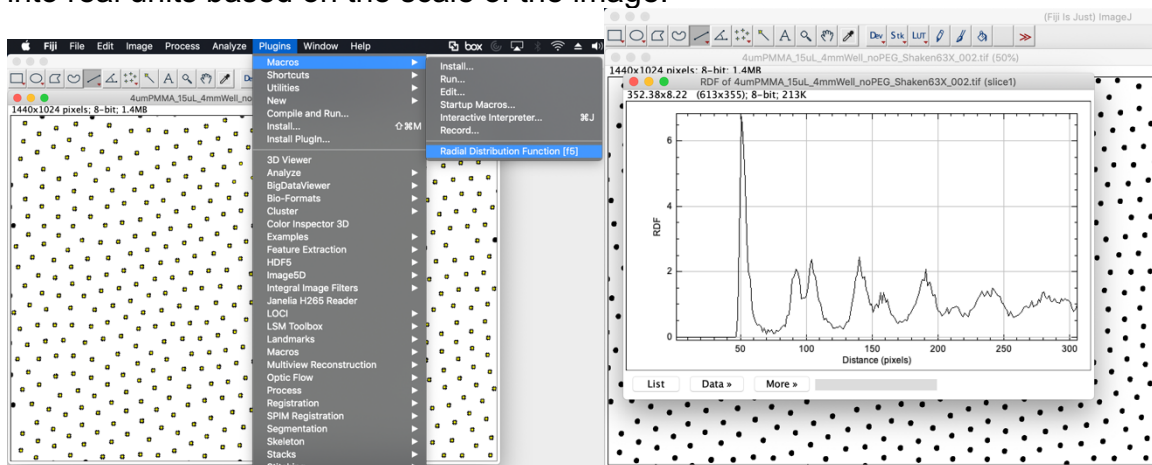 into real units based on the scale of the image.
Fiji File Edit Image Process Analyze Plugins Window Help
box
4umPMMA_15uL_4mmWell_no
1440x1024 pixels; 8-bit; 1.4MB
Macros
Shortcuts
Utilities
New
Compile and Run...
Install... ⇧⌘M
Install PlugIn...
3D Viewer
Analyze
BigDataViewer
Bio-Formats
Cluster
Color Inspector 3D
Examples
Feature Extraction
HDF5
Image5D
Integral Image Filters
Janelia H265 Reader
LOCI
LSM Toolbox
Landmarks
Macros
Multiview Reconstruction
Optic Flow
Process
Registration
SPIM Registration
Segmentation
Skeleton
Stacks
Install...
Run...
Edit...
Startup Macros...
Interactive Interpreter... ⌘J
Record...
Radial Distribution Function [f5]
(Fiji Is Just) ImageJ
Dev Stk LUT
4umPMMA_15uL_4mmWell_noPEG_Shaken63X_002.tif (50%)
1440x1024 pixels; 8-bit; 1.4MB
RDF of 4umPMMA_15uL_4mmWell_noPEG_Shaken63X_002.tif (slice1)
352.38x8.22 (613x355); 8-bit; 213K
6
4
2
0
RDF
50 100 150 200 250 300
Distance (pixels)
List Data » More »